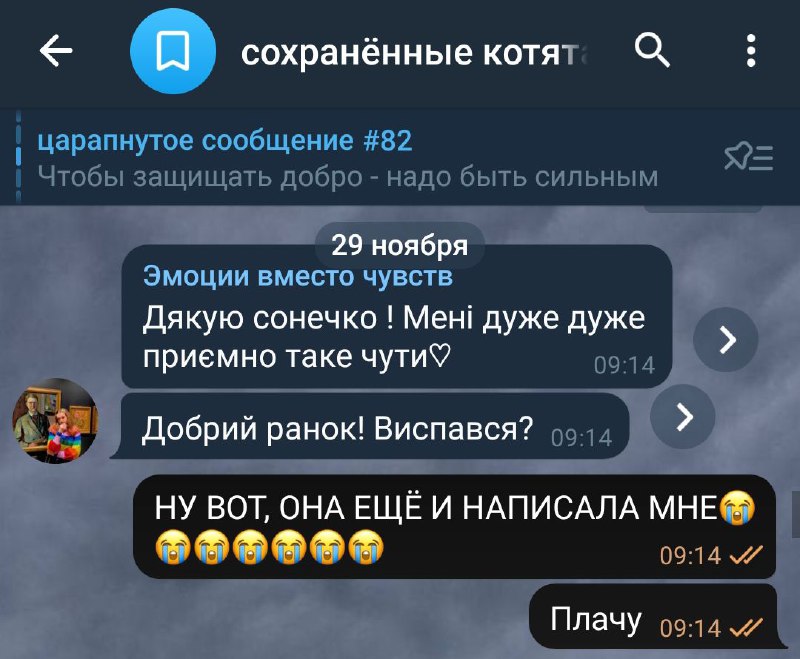 сохранённые котята
царапнутое сообщение #82
Чтобы защищать добро - надо быть сильным
29 ноября
Эмоции вместо чувств
Дякую сонечко ! Мені дуже дуже
приємно таке чути♡
09:14
Добрий ранок! Виспався?
09:14
НУ ВОТ, ОНА ЕЩЁ И НАПИСАЛА МНЕ😭
😭😭😭😭😭😭
09:14
Плачу
09:14